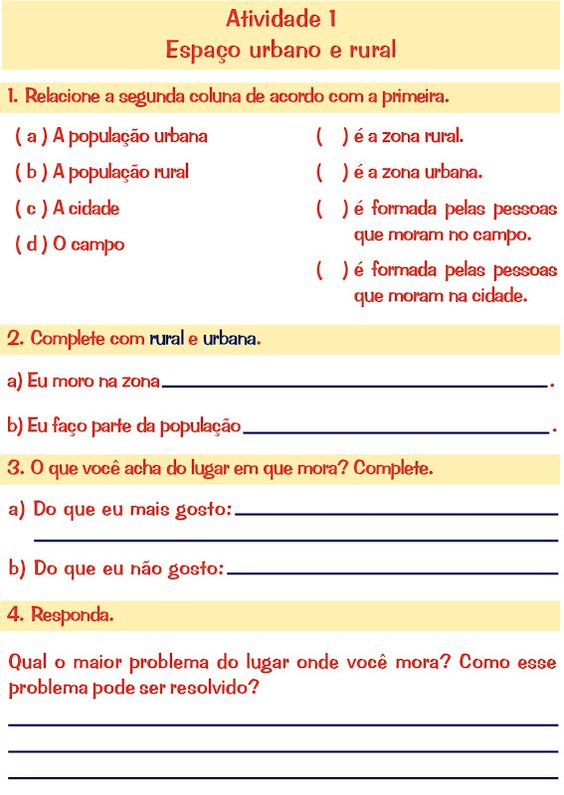 Atividade 1
Espaço urbano e rural
1. Relacione a segunda coluna de acordo com a primeira.
( a ) A população urbana
( b ) A população rural
( c ) A cidade
( d ) O campo
(   ) é a zona rural.
(   ) é a zona urbana.
(   ) é formada pelas pessoas
que moram no campo.
(   ) é formada pelas pessoas
que moram na cidade.
2. Complete com rural e urbana.
a) Eu moro na zona______.
b) Eu faço parte da população______.
3. O que você acha do lugar em que mora? Complete.
a) Do que eu mais gosto:______
b) Do que eu não gosto:______
4. Responda.
Qual o maior problema do lugar onde você mora? Como esse
problema pode ser resolvido?